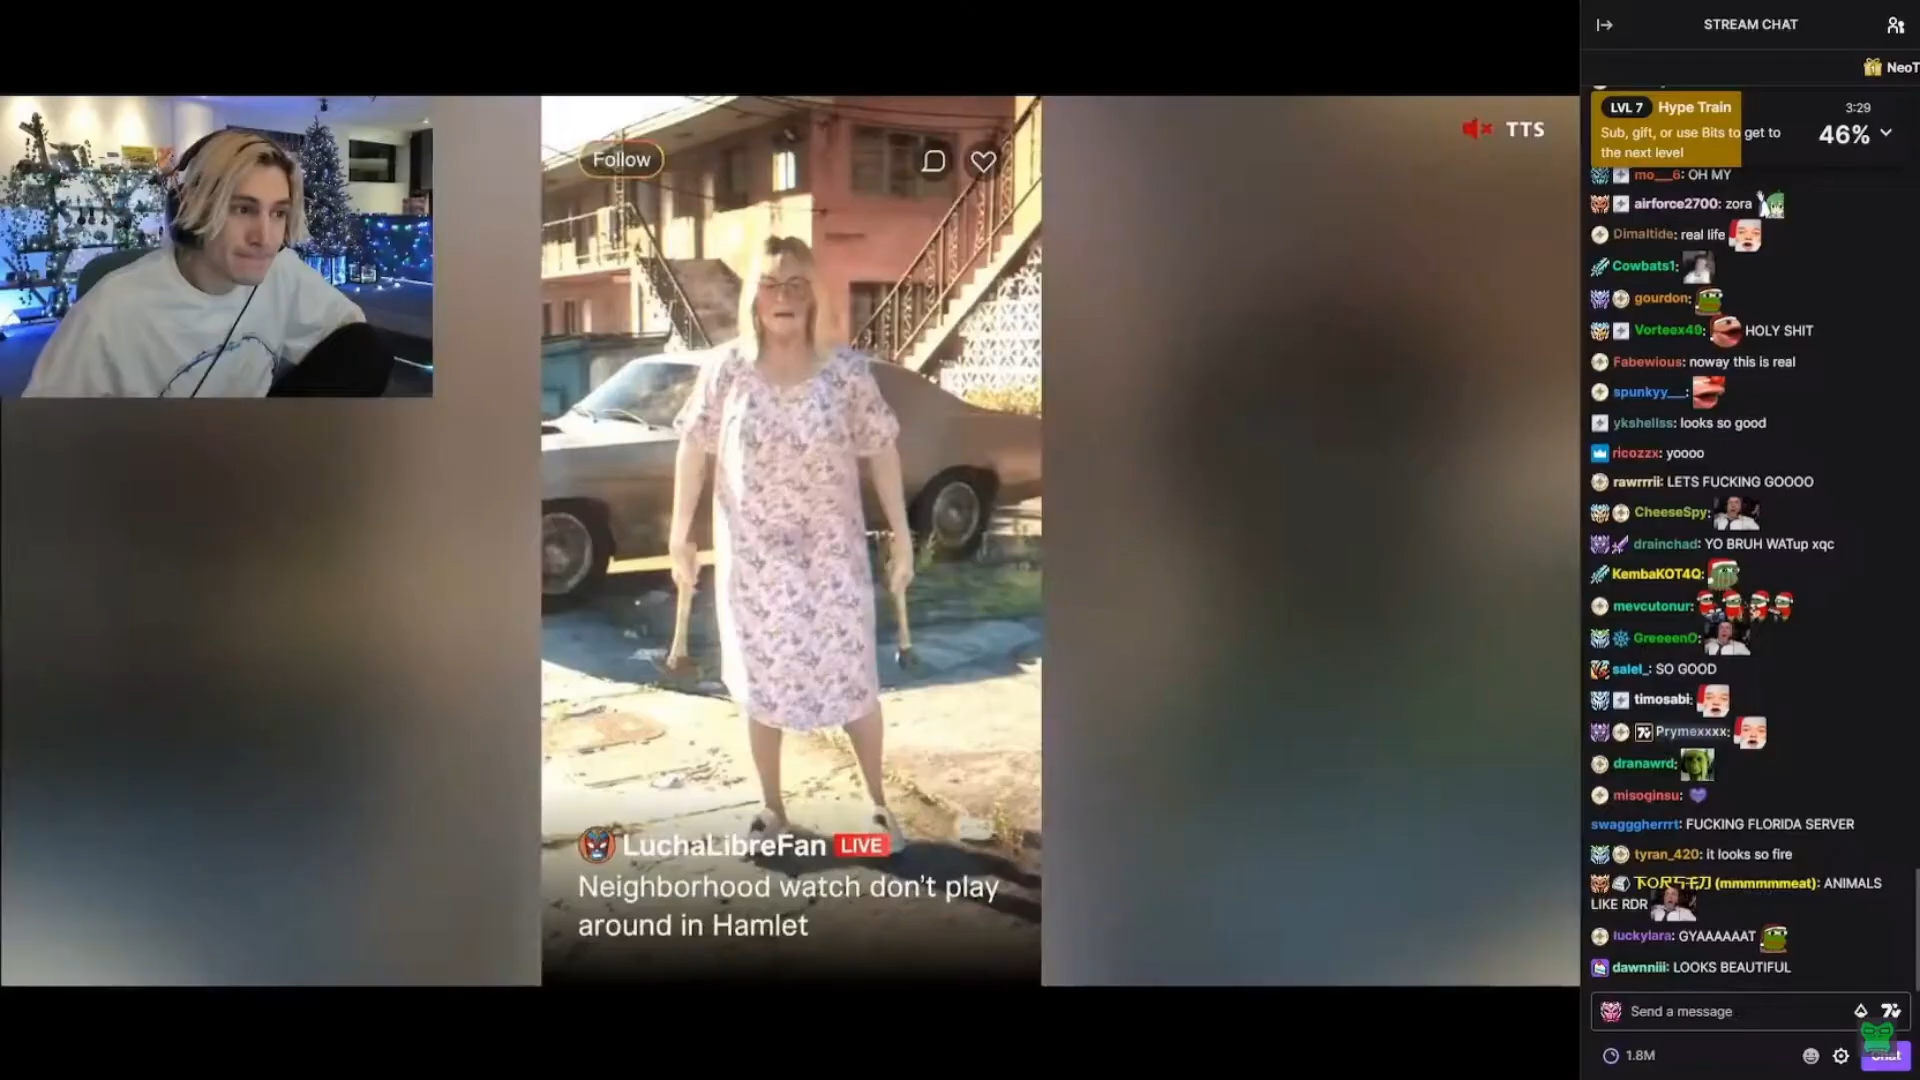 STREAM CHAT
NeoT
LVL 7 Hype Train
3:29
Sub, gift, or use Bits to get to
the next level
46%
Follow
TTS
mo__6: OH MY
airforce2700: zora
Dimaltide: real life
Cowbats1:
gourdon:
Vorteex49: HOLY SHIT
Fabewious: noway this is real
spunkyy__:
ykshellss: looks so good
ricozzx: yoooo
rawrrrii: LETS FUCKING GOOOO
CheeseSpy:
drainchad: YO BRUH WATup xqc
KembaKOT4Q:
mevcutonur:
GreeeenO:
salel_: SO GOOD
timosabi:
Prymexxxx:
dranawrd:
misoginsu:
swagggherrrt: FUCKING FLORIDA SERVER
tyran_420: it looks so fire
(mmmmmmeat): ANIMALS
LIKE RDR
luckylara: GYAAAAAAT
dawnniii: LOOKS BEAUTIFUL
LuchaLibreFan LIVE
Neighborhood watch don't play
around in Hamlet
Send a message
1.8M
Chat